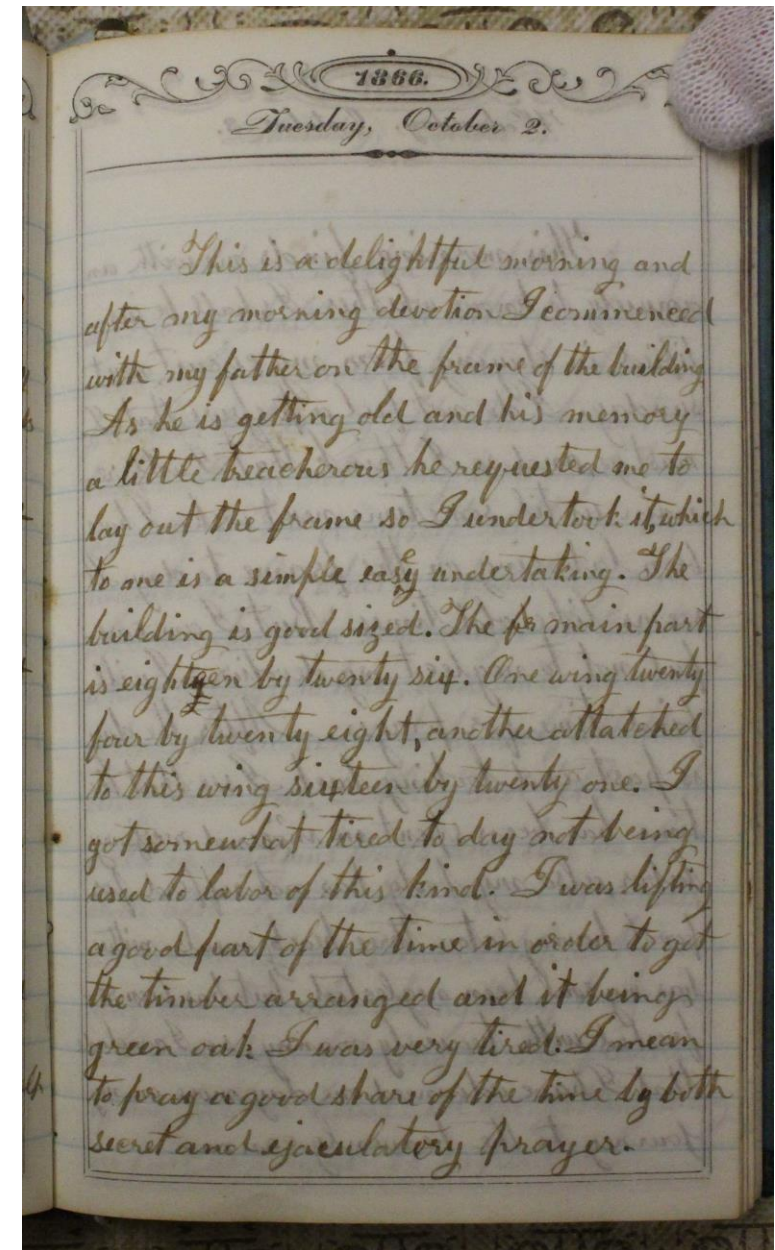 1866.
Tuesday, October 2.
This is a delightful morning and
after my morning devotion I commenced
with my father on the frame of the building
As he is getting old and his memory
a little treacherous he requested me to
lay out the frame so I undertook it, which
to me is a simple easy undertaking. The
building is good sized. The fr main part
is eighteen by twenty six. One wing twenty
four by twenty eight, another attatched
to this wing sixteen by twenty one. I
got somewhat tired to day not being
used to labor of this kind. I was lifting
a good part of the time in order to get
the timber arranged and it being
green oak I was very tired. I mean
to pray a good share of the time by both
secret and ejaculatory prayer.
4